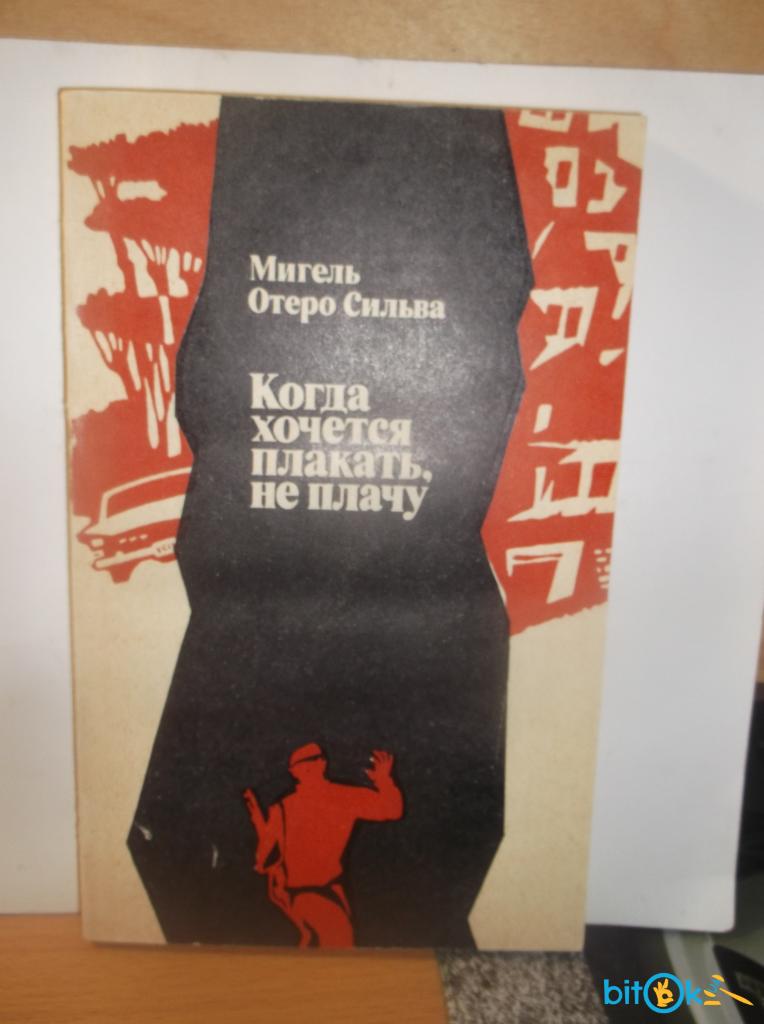 Мигель
Отеро Сильва
Когда
хочется
плакать,
не плачу
bitOk